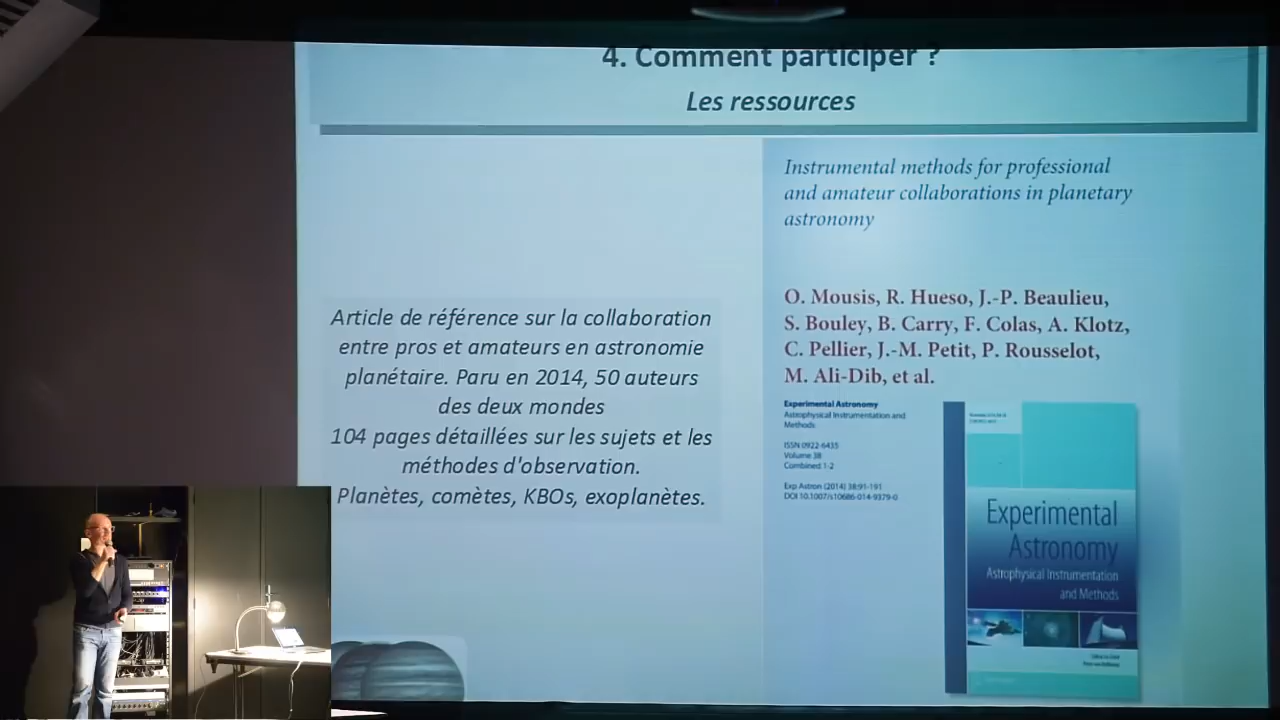 4. Comment participer ?
Les ressources
Article de référence sur la collaboration
entre pros et amateurs en astronomie
planétaire. Paru en 2014, 50 auteurs
des deux mondes
104 pages détaillées sur les sujets et les
méthodes d'observation.
Planètes, comètes, KBOs, exoplanètes.
Instrumental methods for professional
and amateur collaborations in planetary
astronomy
O. Mousis, R. Hueso, J.-P. Beaulieu,
S. Bouley, B. Carry, F. Colas, A. Klotz,
C. Pellier, J.-M. Petit, P. Rousselot,
M. Ali-Dib, et al.
Experimental Astronomy
Astrophysical Instrumentation and
Methods
ISSN 0922-6435
Volume 38
Combined 1-2
Exp Astron (2014) 38:91-191
DOI 10.1007/s10686-014-9379-0
Experimental
Astronomy
Astrophysical Instrumentation
and Methods